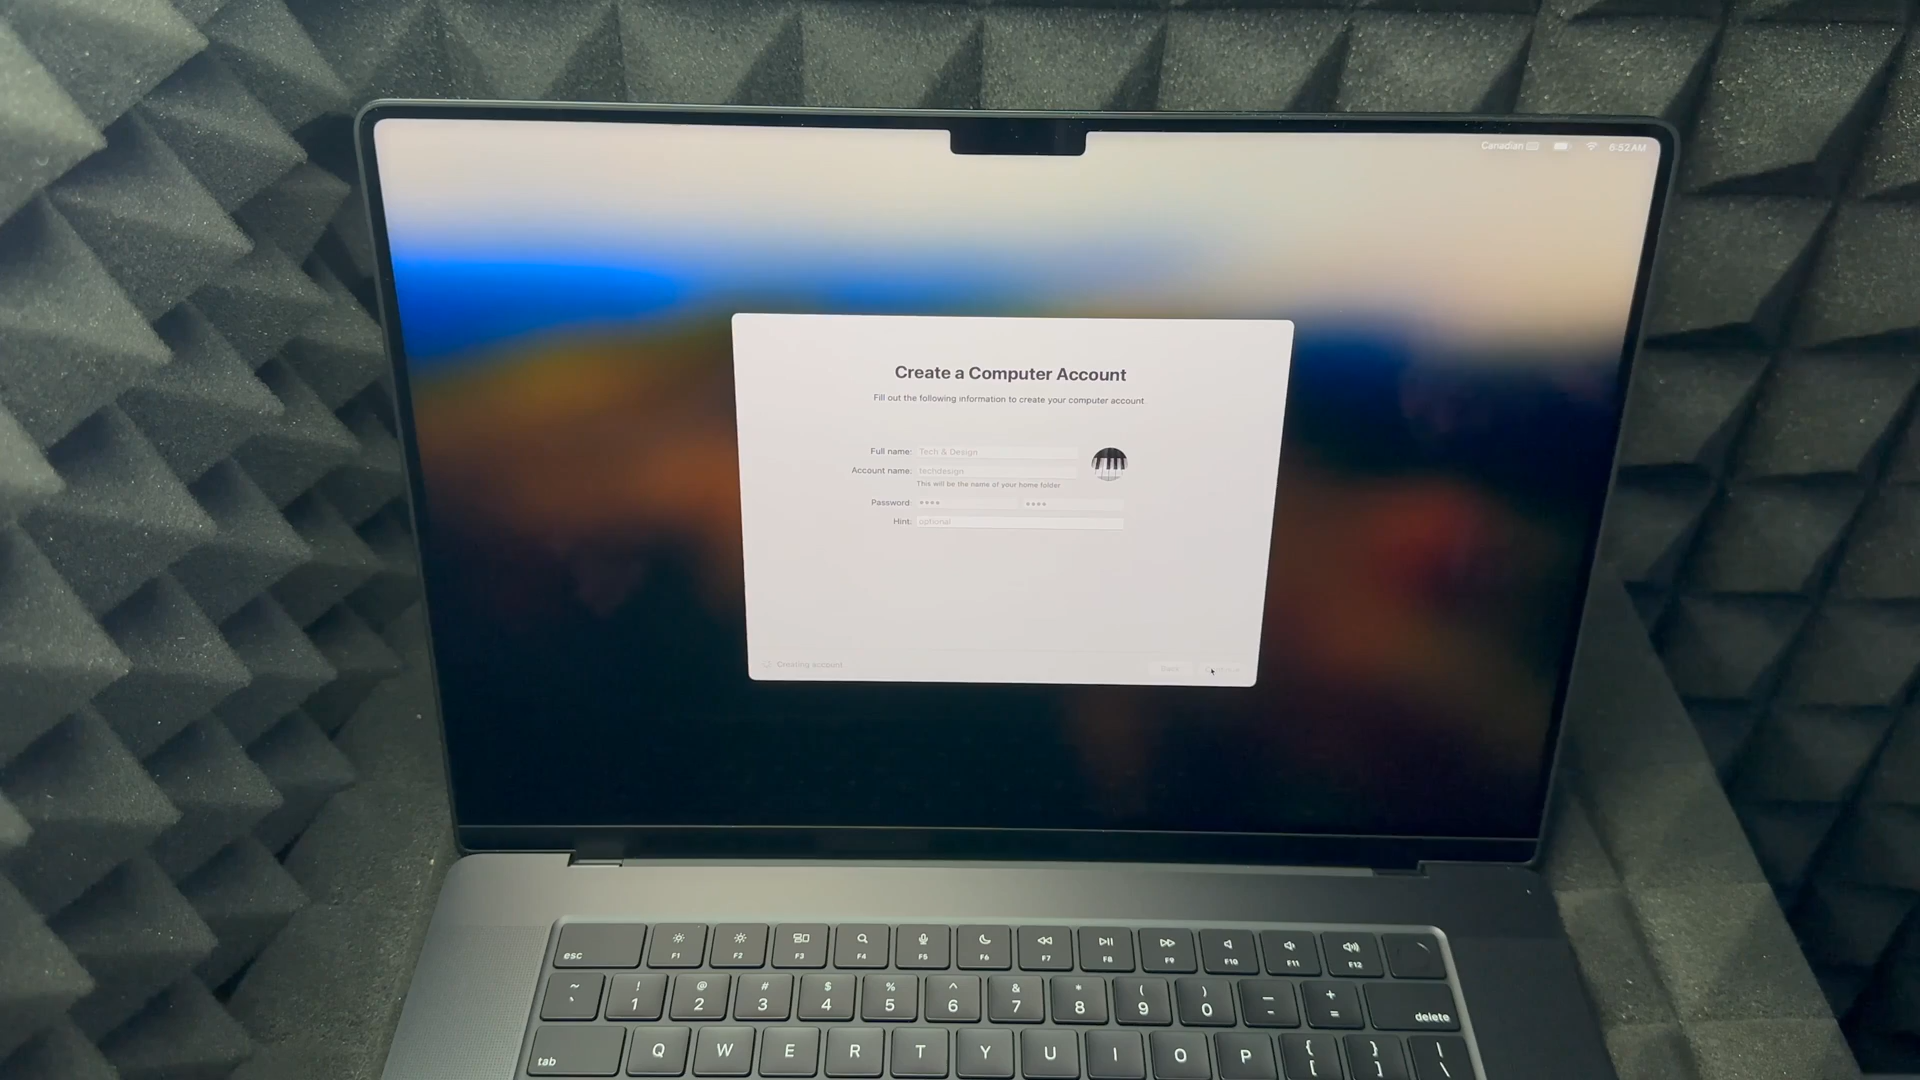 Canadian 6:52AM
Create a Computer Account
Fill out the following information to create your computer account
Full name: Tech & Design
Account name: techdesign
This will be the name of your home folder
Password: •••• ••••
Hint: optional
Creating account
Back
esc F1 F2 F3 F4 F5 F6 F7 F8 F9 F10 F11 F12
~ ! @ # $ % ^ & * ( ) — +
` 1 2 3 4 5 6 7 8 9 0 - = delete
tab Q W E R T Y U I O P { [ } ] | \